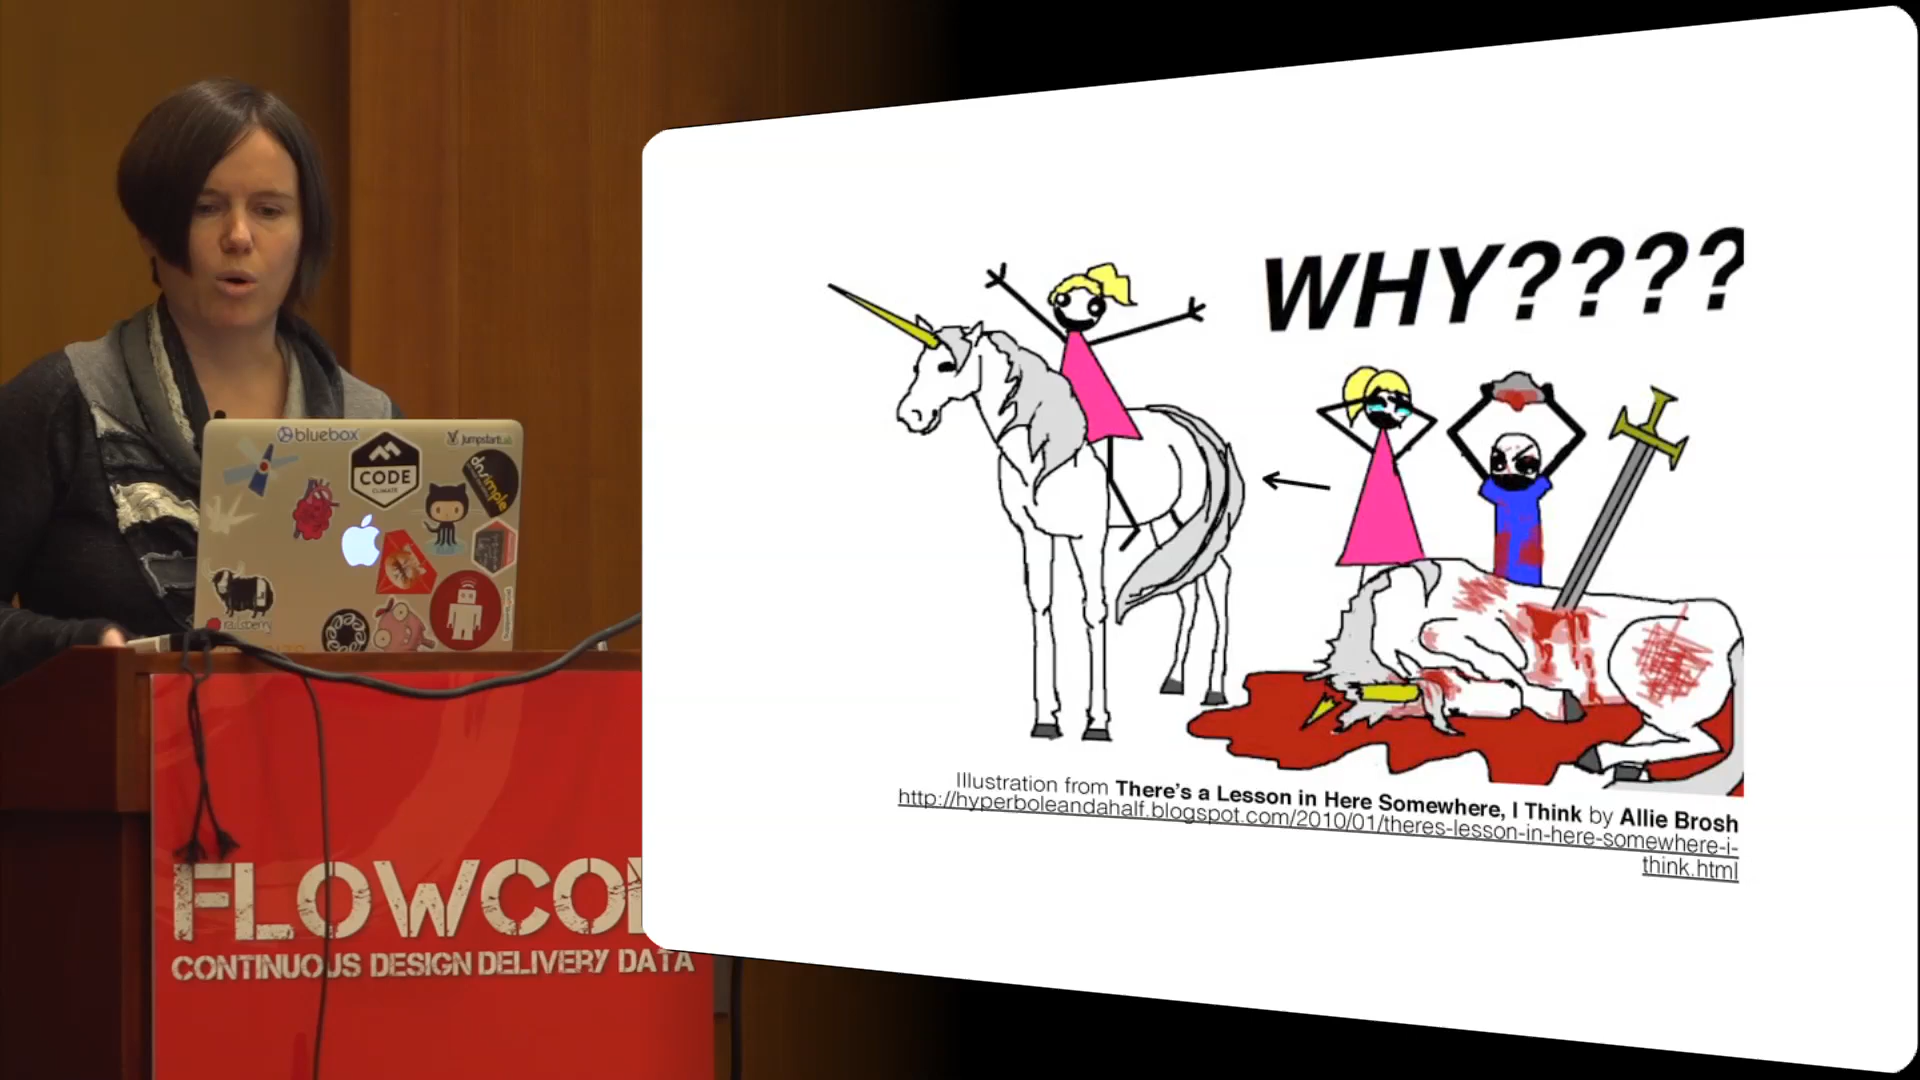 bluebox
jumpstartLab
CODE
CLIMATE
dnsimple
railsberry
FLOWCO
CONTINUOUS DESIGN DELIVERY DATA
WHY????
Illustration from There's a Lesson in Here Somewhere, I Think by Allie Brosh
http://hyperboleandahalf.blogspot.com/2010/01/theres-lesson-in-here-somewhere-i-
think.html